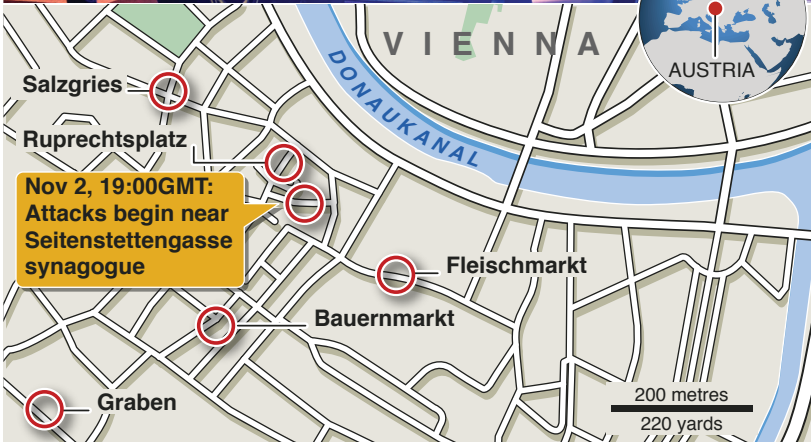 VIENNA
AUSTRIA
DONAUKANAL
Salzgries
Ruprechtsplatz
Nov 2, 19:00GMT:
Attacks begin near
Seitenstettengasse
synagogue
Fleischmarkt
Bauernmarkt
Graben
200 metres
220 yards